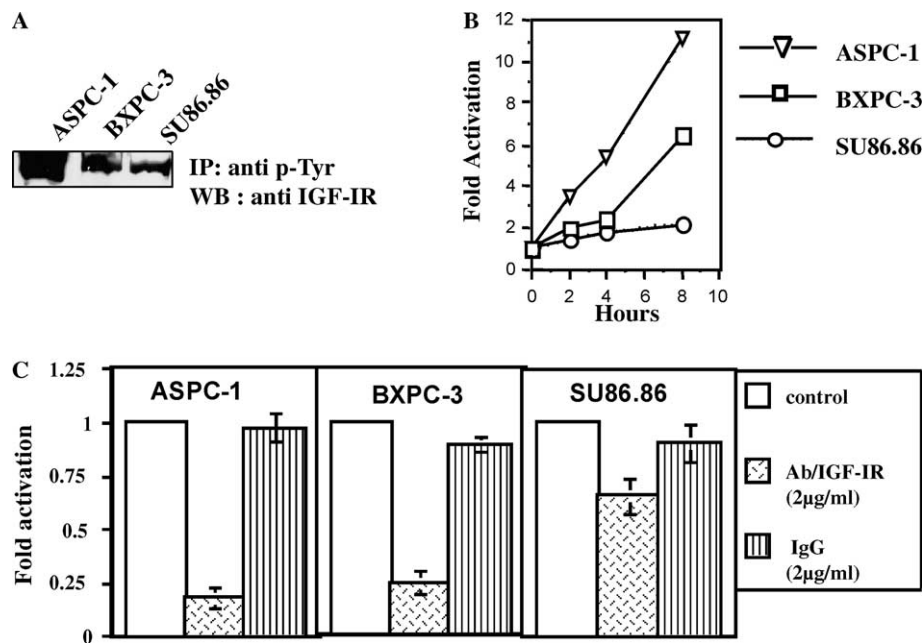 A
ASPC-1
BXPC-3
SU86.86
IP: anti p-Tyr
WB : anti IGF-IR
B
Fold Activation
12
10
8
6
4
2
0
0 2 4 6 8 10
Hours
ASPC-1
BXPC-3
SU86.86
C
Fold activation
1.25
1
0.75
0.5
0.25
0
ASPC-1
BXPC-3
SU86.86
control
Ab/IGF-IR
(2µg/ml)
IgG
(2µg/ml)